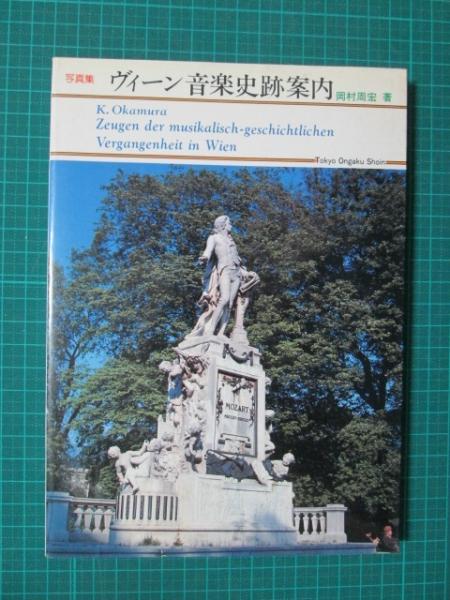 写真集 ヴィーン音楽史跡案内 岡村周宏 著
K. Okamura
Zeugen der musikalisch-geschichtlichen
Vergangenheit in Wien
Tokyo Ongaku Shoin
MOZART